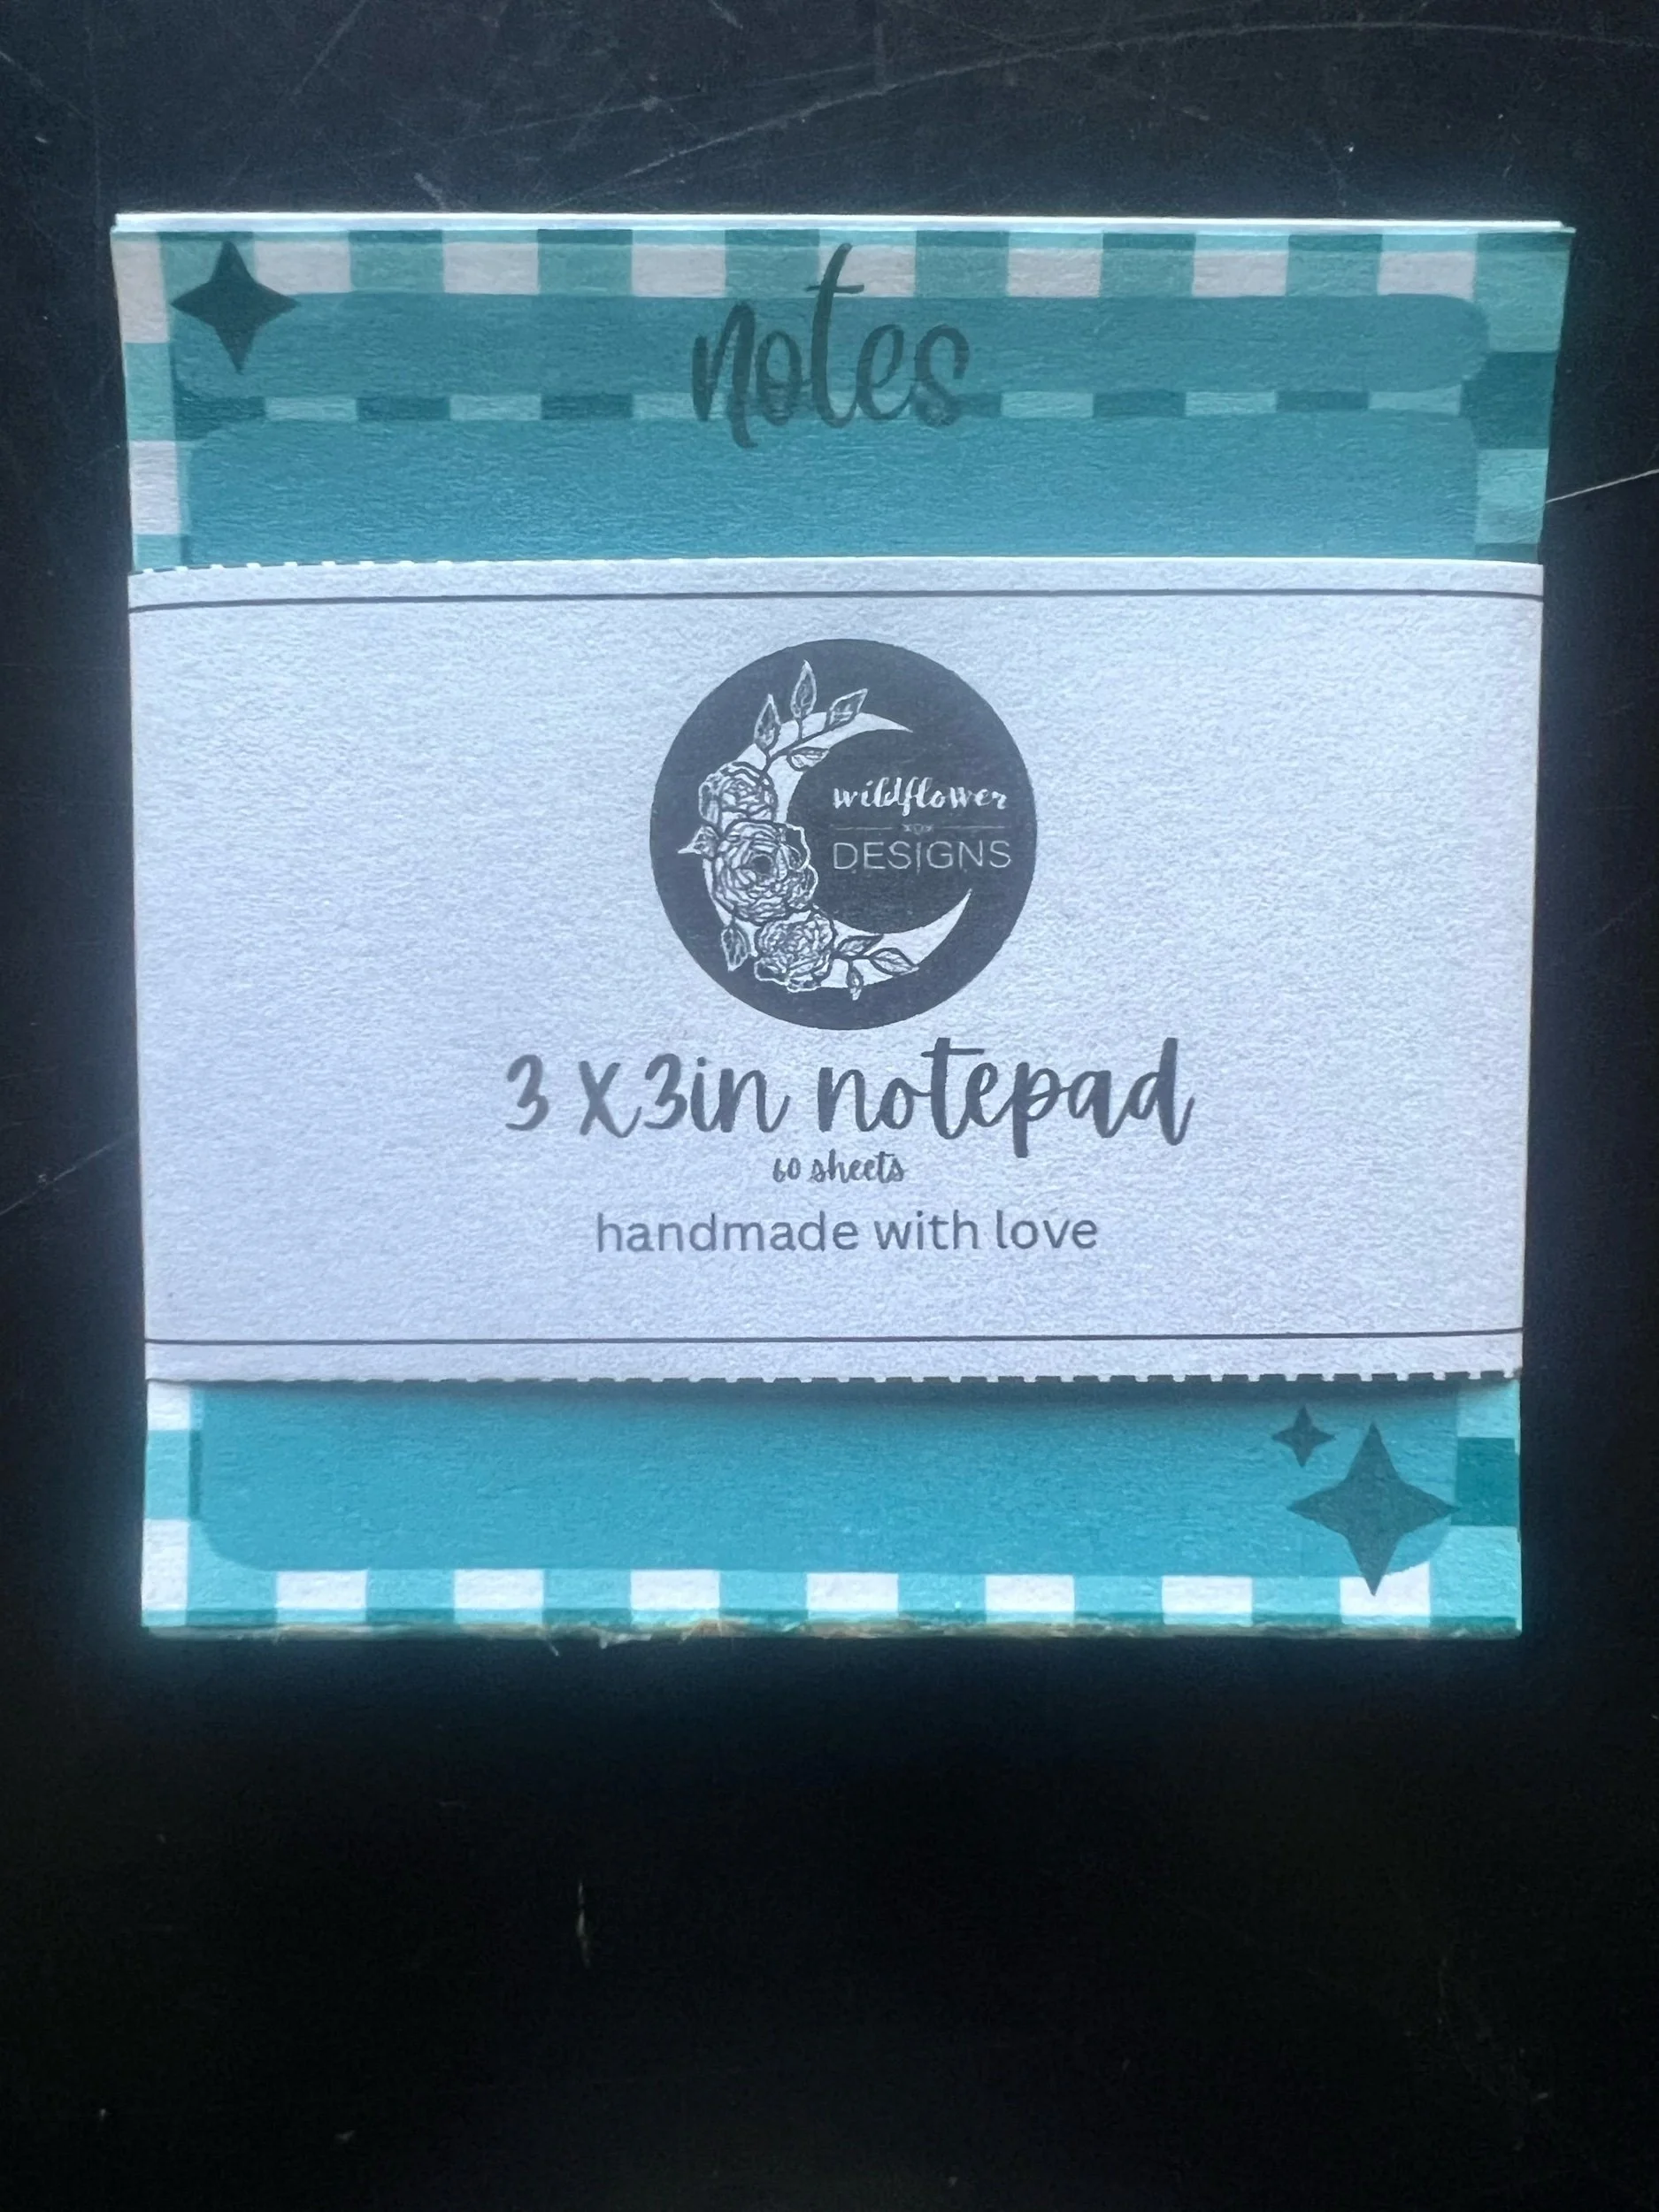 notes
wildflower
DESIGNS
3 x 3in notepad
60 sheets
handmade with love